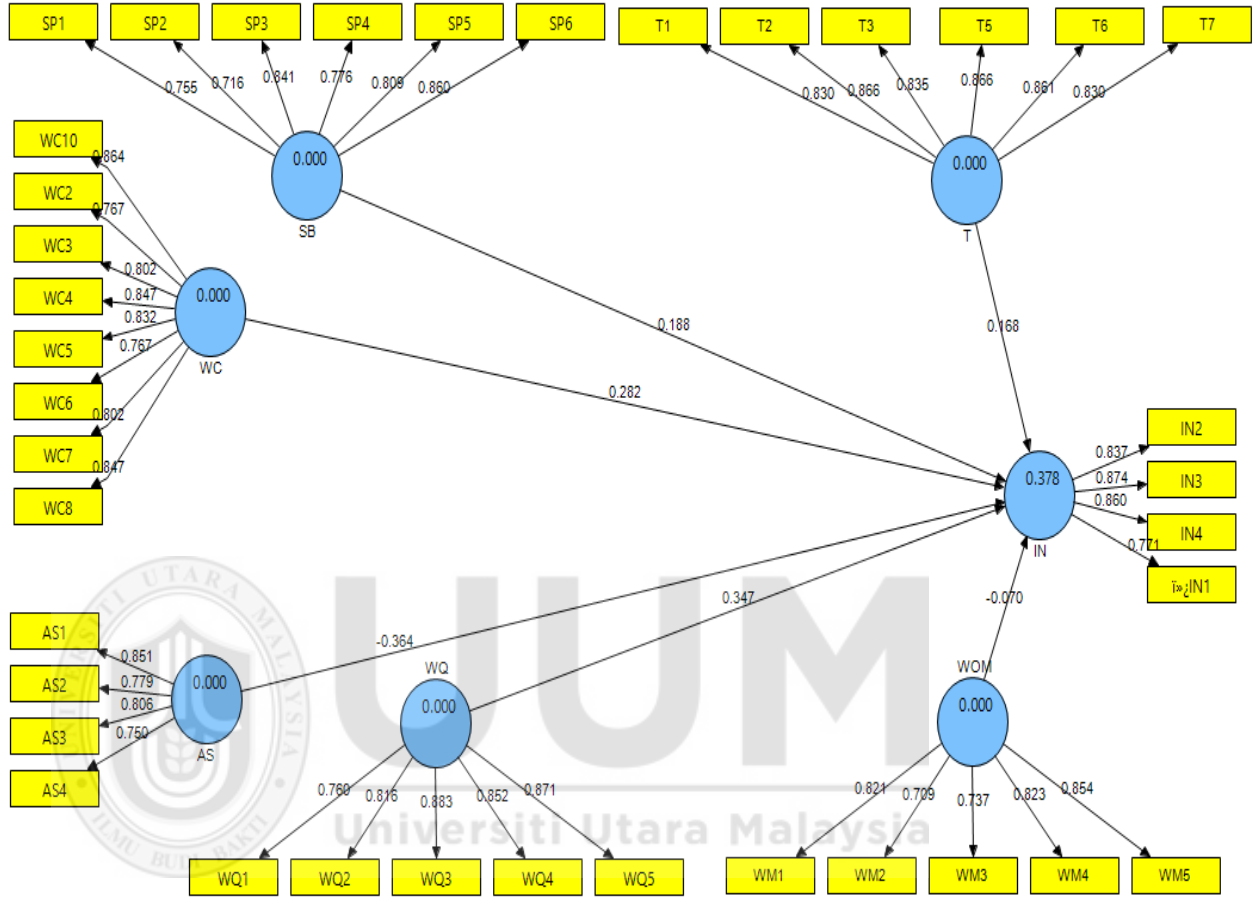 SP1 SP2 SP3 SP4 SP5 SP6
T1 T2 T3 T5 T6 T7
0.755 0.716 0.841 0.776 0.809 0.860
0.830 0.866 0.835 0.866 0.861 0.830
0.000
SB
0.000
T
WC10
WC2
WC3
WC4
WC5
WC6
WC7
WC8
0.864
0.767
0.802
0.847
0.832
0.767
0.802
0.847
0.000
WC
0.188
0.168
0.282
0.378
IN
0.837
0.874
0.860
0.771
IN2
IN3
IN4
ï»¿IN1
-0.364
0.347
-0.070
AS1
AS2
AS3
AS4
0.851
0.779
0.806
0.750
0.000
AS
WQ
0.000
WOM
0.000
0.760 0.816 0.883 0.852 0.871
0.821 0.709 0.737 0.823 0.854
WQ1 WQ2 WQ3 WQ4 WQ5
WM1 WM2 WM3 WM4 WM5
UNIVERSITI UTARA MALAYSIA
ILMU BUDI BAKTI
UUM
Universiti Utara Malaysia